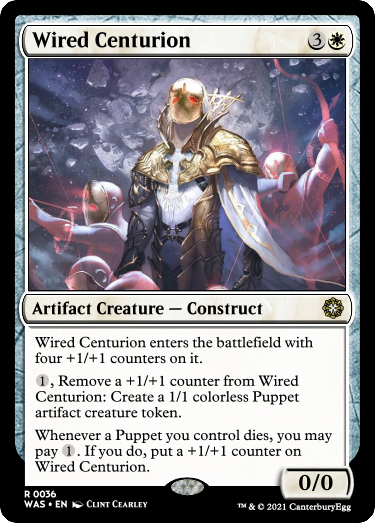 Wired Centurion 3
Artifact Creature — Construct
Wired Centurion enters the battlefield with
four +1/+1 counters on it.
1, Remove a +1/+1 counter from Wired
Centurion: Create a 1/1 colorless Puppet
artifact creature token.
Whenever a Puppet you control dies, you may
pay 1. If you do, put a +1/+1 counter on
Wired Centurion.
0/0
R 0036
WAS • EN CLINT CEARLEY
™ & © 2021 CanterburyEgg